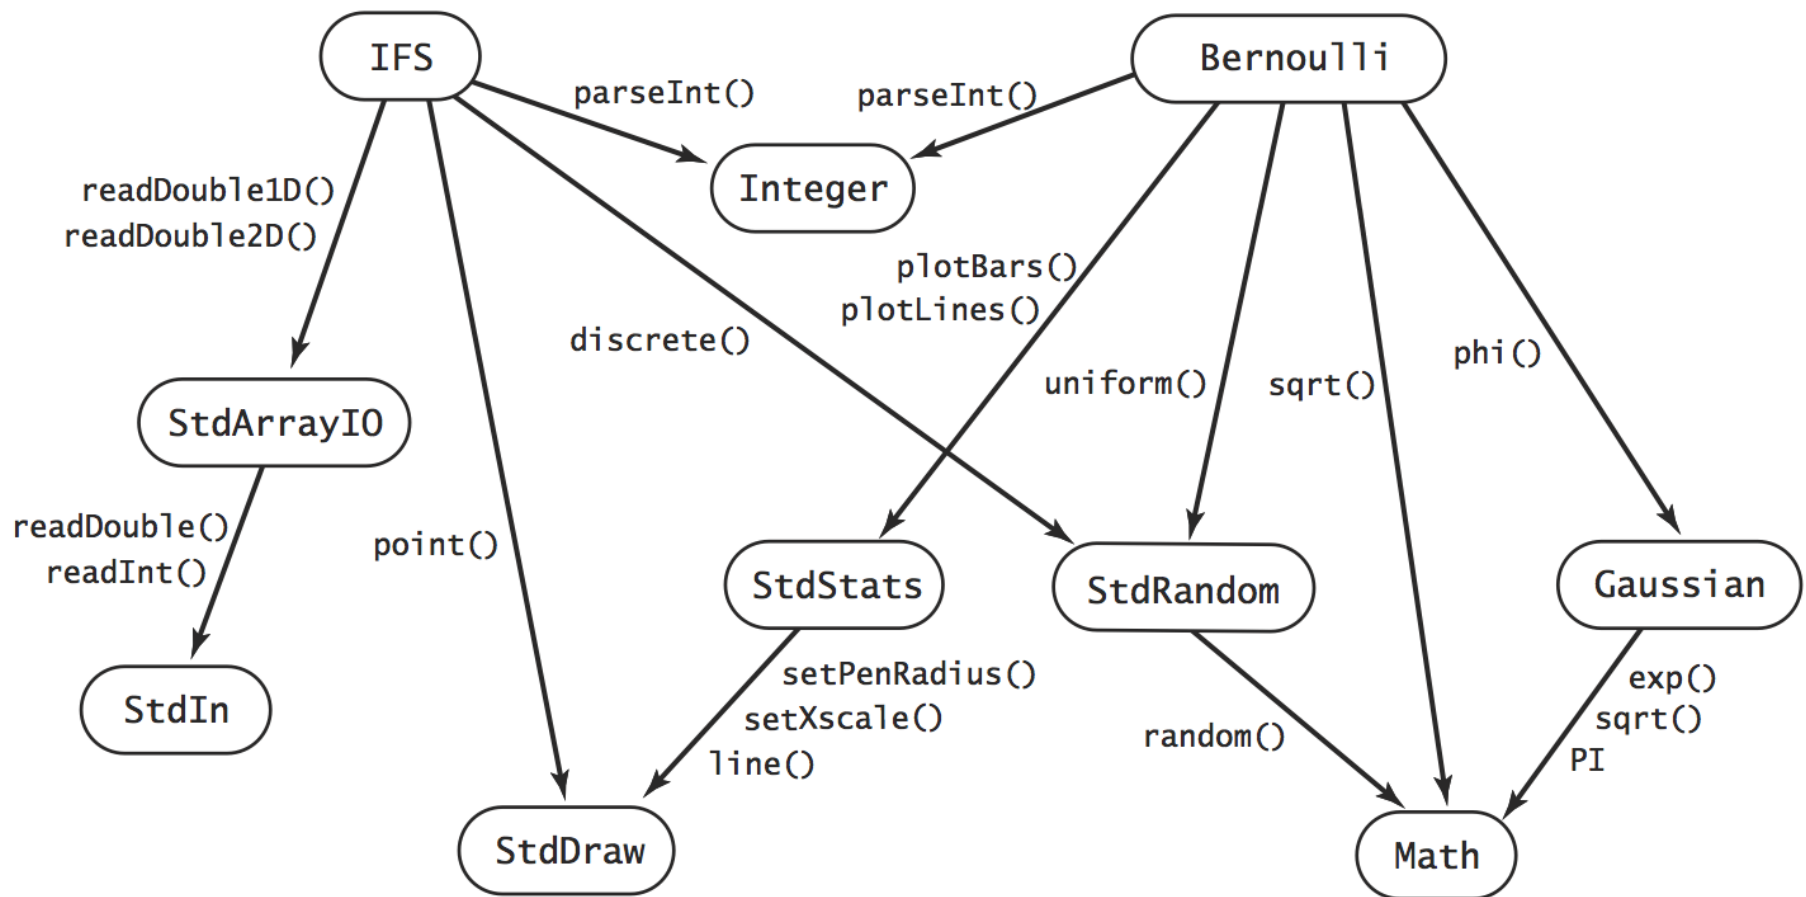 IFS
Bernoulli
parseInt()
parseInt()
Integer
readDouble1D()
readDouble2D()
plotBars()
plotLines()
discrete()
uniform()
sqrt()
phi()
StdArrayIO
readDouble()
readInt()
point()
StdStats
StdRandom
Gaussian
setPenRadius()
setXscale()
line()
exp()
sqrt()
PI
random()
StdIn
StdDraw
Math